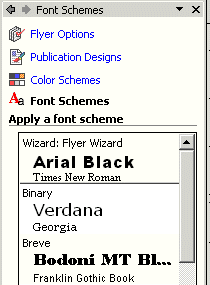 Font Schemes
Flyer Options
Publication Designs
Color Schemes
Font Schemes
Apply a font scheme
Wizard: Flyer Wizard
Arial Black
Times New Roman
Binary
Verdana
Georgia
Breve
Bodoni MT Bl...
Franklin Gothic Book